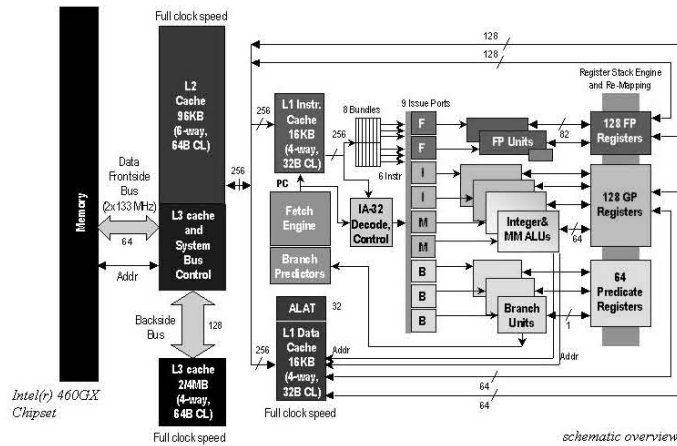 Full clock speed
128
128
Register Stack Engine
and Re-Mapping
L2
Cache
96KB
(6-way,
64B CL)
256
L1 Instr.
Cache
16KB
(4-way,
32B CL)
8 Bundles
256
9 Issue Ports
F
F
I
I
M
M
B
B
B
FP Units
82
128 FP
Registers
6 Instr
Data
Frontside
Bus
(2x133 MHz)
64
Addr
Memory
256
PC
Fetch
Engine
Branch
Predictors
IA-32
Decode,
Control
Integer&
MM ALUs
64
128 GP
Registers
L3 cache
and
System
Bus
Control
Backside
Bus
128
ALAT
32
Branch
Units
1
64
Predicate
Registers
L3 cache
2/4MB
(4-way,
64B CL)
Full clock speed
256
L1 Data
Cache
16KB
(4-way,
32B CL)
Full clock speed
Addr
Addr
64
64
Intel(r) 460GX
Chipset
schematic overview